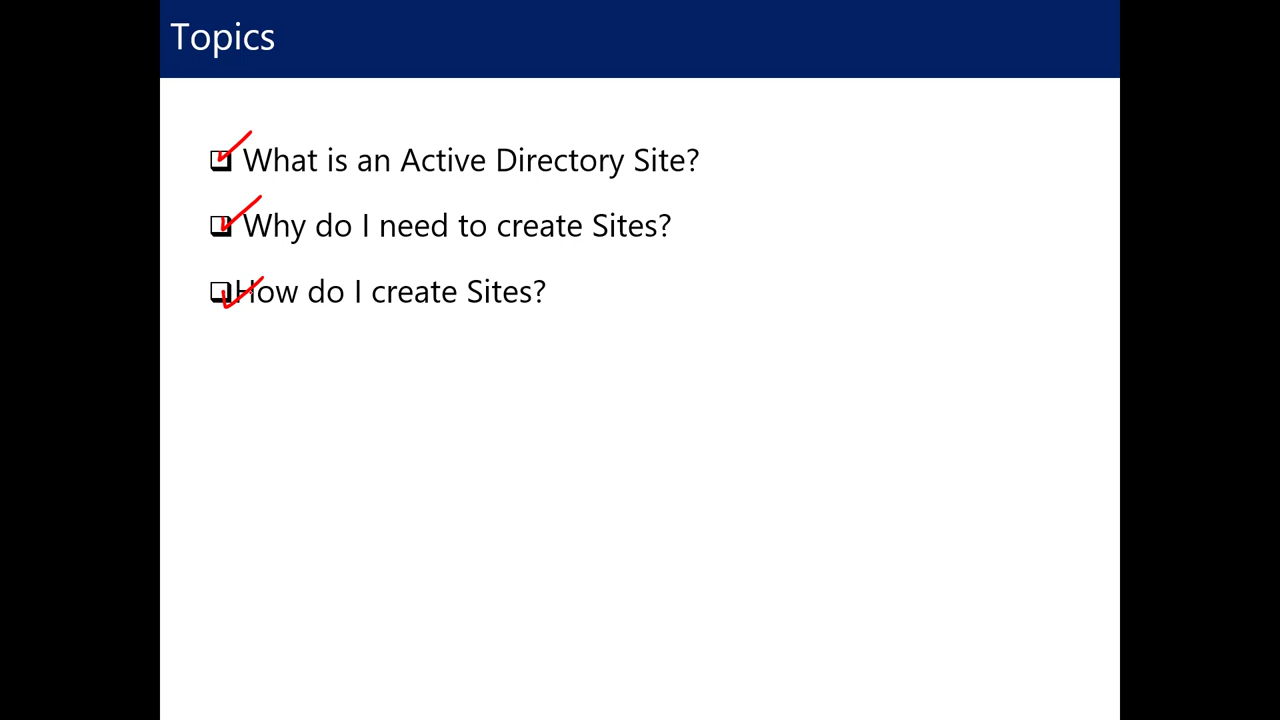 Topics
What is an Active Directory Site?
Why do I need to create Sites?
How do I create Sites?